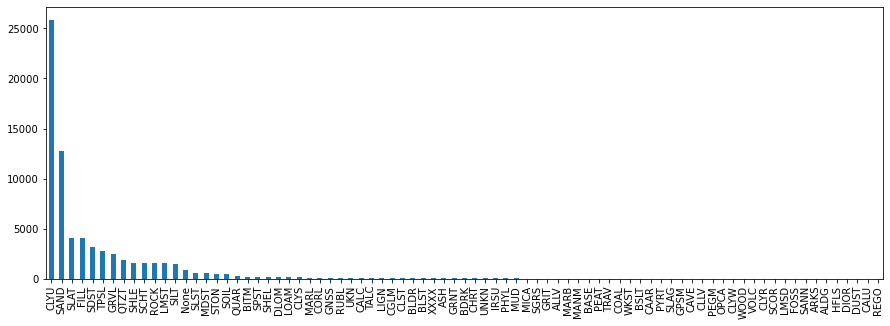 25000
20000
15000
10000
5000
0
CLYU
SAND
SLAT
FILL
SDST
TPSL
GRVL
QTZT
SHLE
SCHT
ROCK
LMST
SILT
None
SLST
MDST
STON
SOIL
QUAR
BITM
SPST
SHEL
DLOM
LOAM
CLYS
MARL
CORL
GNSS
RUBL
UKN
CALC
TALC
LIGN
CGLM
CLST
BLDR
BLST
XXXX
ASH
GRNT
BDRK
CHRT
UNKN
IRSU
PHYL
MUD
MICA
SGRS
GRIT
ALLV
MARB
MANM
BASE
PEAT
TRAV
COAL
WKST
BSLT
CAAR
PYRT
SLAG
GPSM
CAVE
CLLV
PEGM
OPCA
CLYW
WOOD
VOLC
CLYR
SCOR
LMSD
FOSS
SANN
ARKS
ALDG
HFLS
DIOR
DUST
CALU
REGO